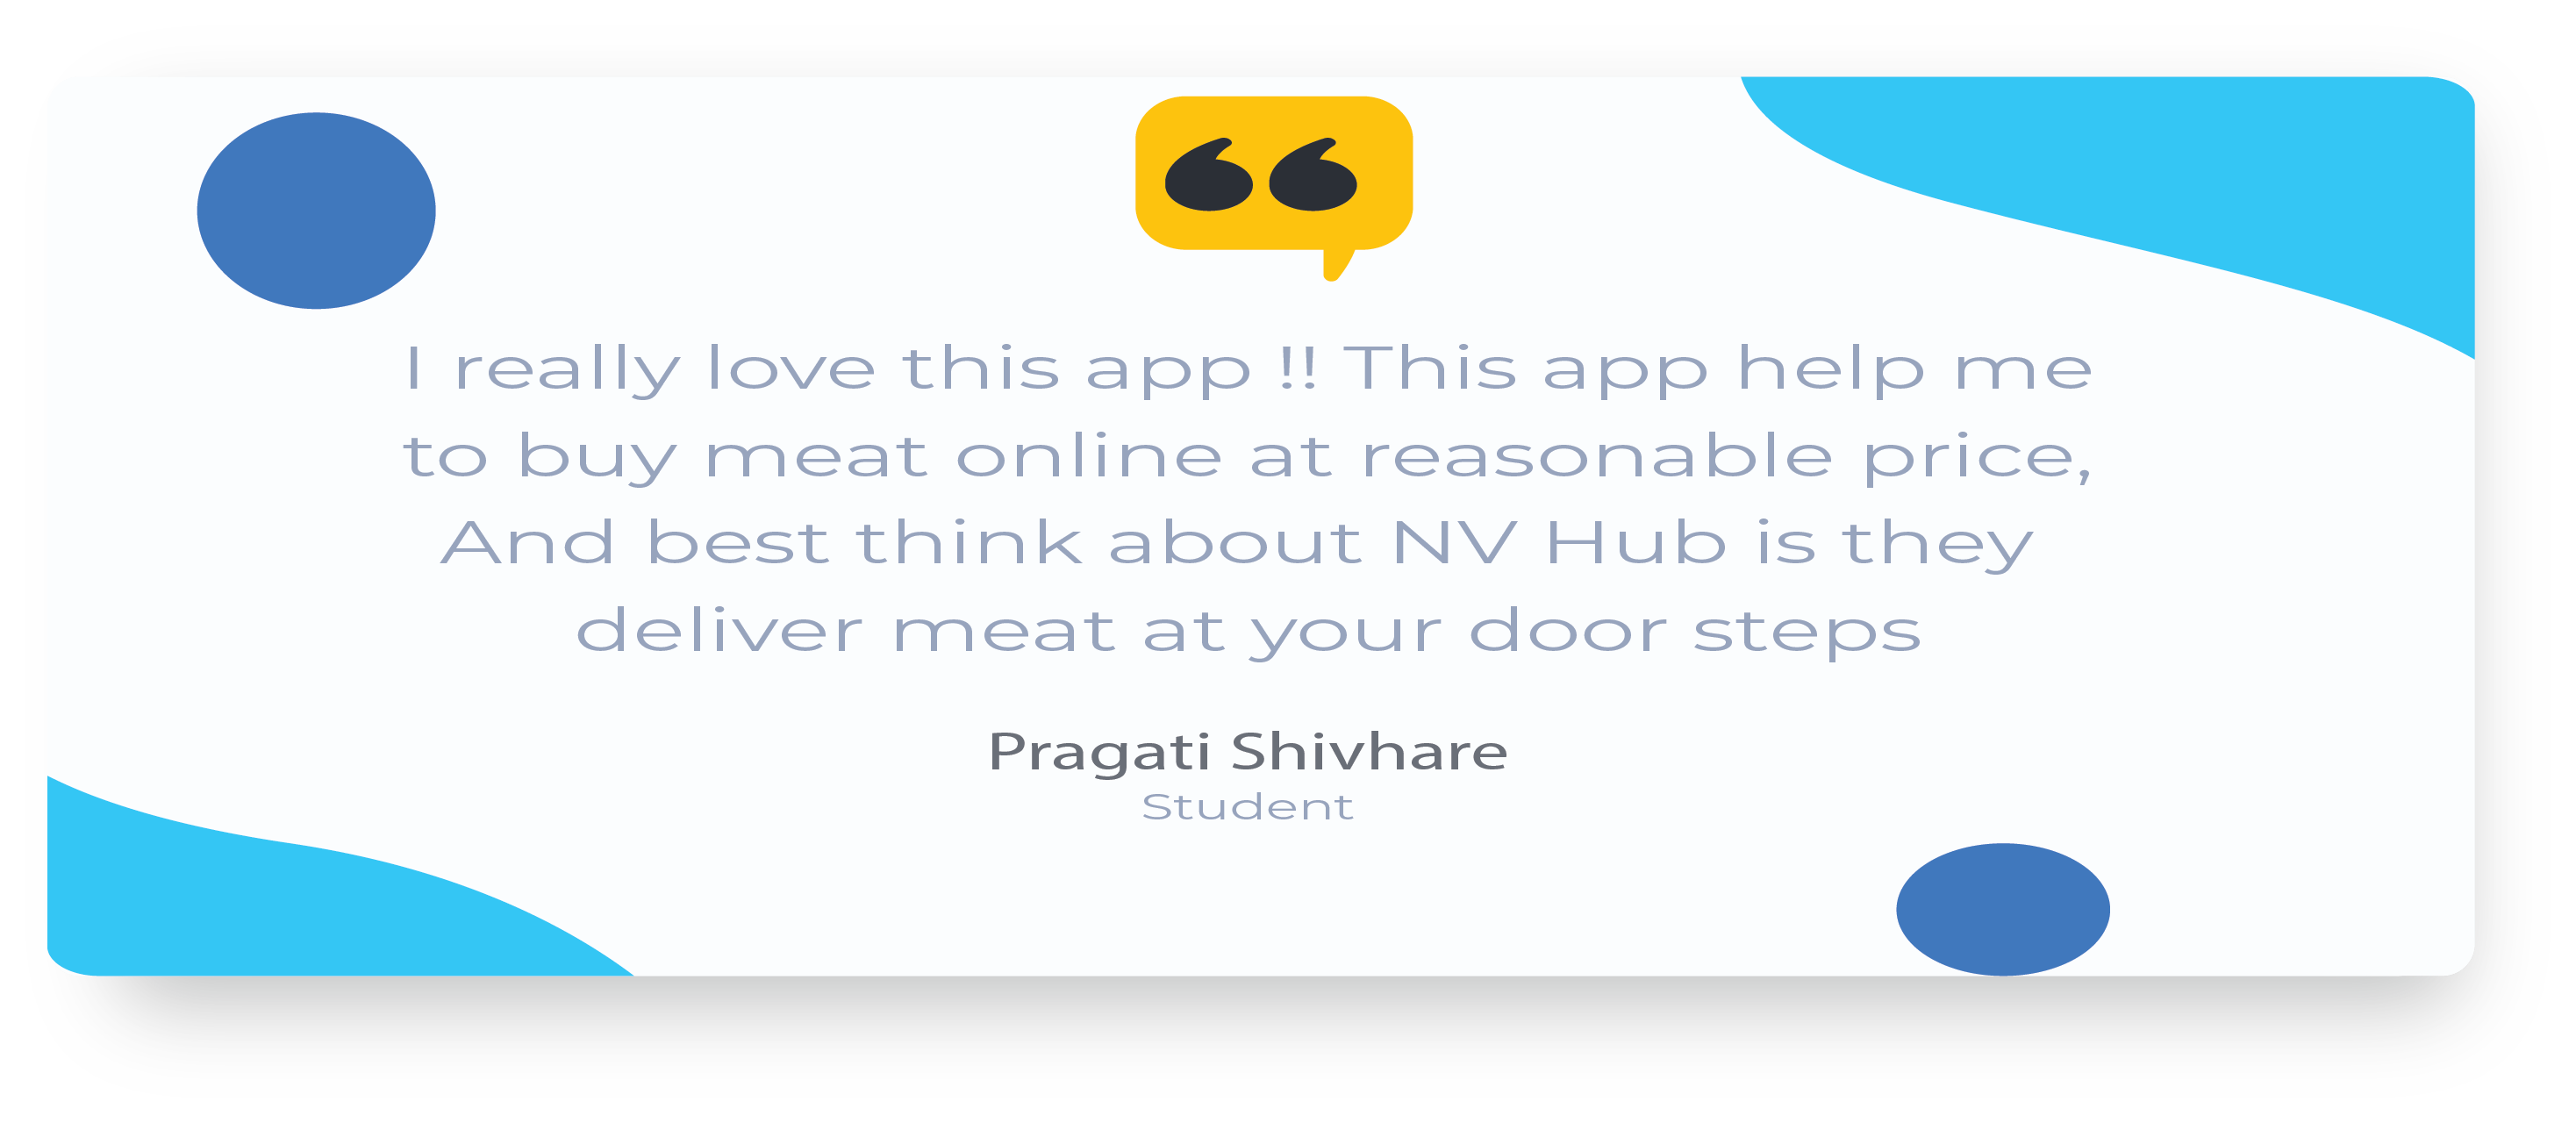 I really love this app !! This app help me
to buy meat online at reasonable price,
And best think about NV Hub is they
deliver meat at your door steps
Pragati Shivhare
Student